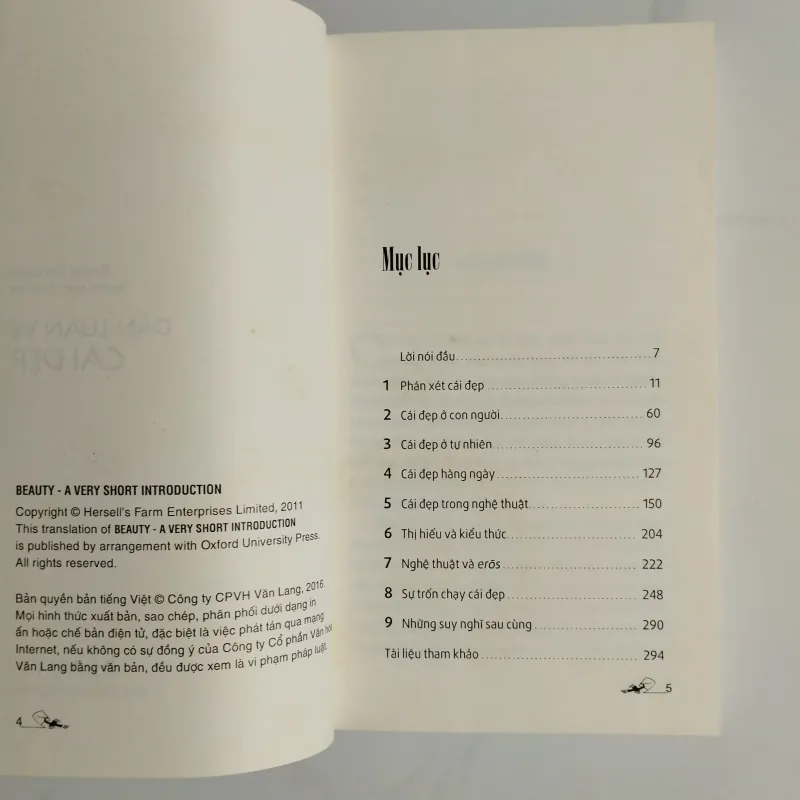 BEAUTY - A VERY SHORT INTRODUCTION
Copyright © Hersell's Farm Enterprises Limited, 2011
This translation of BEAUTY - A VERY SHORT INTRODUCTION
is published by arrangement with Oxford University Press.
All rights reserved.
Bản quyền bản tiếng Việt © Công ty CPVH Văn Lang, 2016.
Mọi hình thức xuất bản, sao chép, phân phối dưới dạng in
ấn hoặc chế bản điện tử, đặc biệt là việc phát tán qua mạng
Internet, nếu không có sự đồng ý của Công ty Cổ phần Văn hóa
Văn Lang bằng văn bản, đều được xem là vi phạm pháp luật.
4
Mục lục
Lời nói đầu 7
1 Phán xét cái đẹp 11
2 Cái đẹp ở con người 60
3 Cái đẹp ở tự nhiên 96
4 Cái đẹp hàng ngày 127
5 Cái đẹp trong nghệ thuật 150
6 Thị hiếu và kiểu thức 204
7 Nghệ thuật và erōs 222
8 Sự trốn chạy cái đẹp 248
9 Những suy nghĩ sau cùng 290
Tài liệu tham khảo 294
5